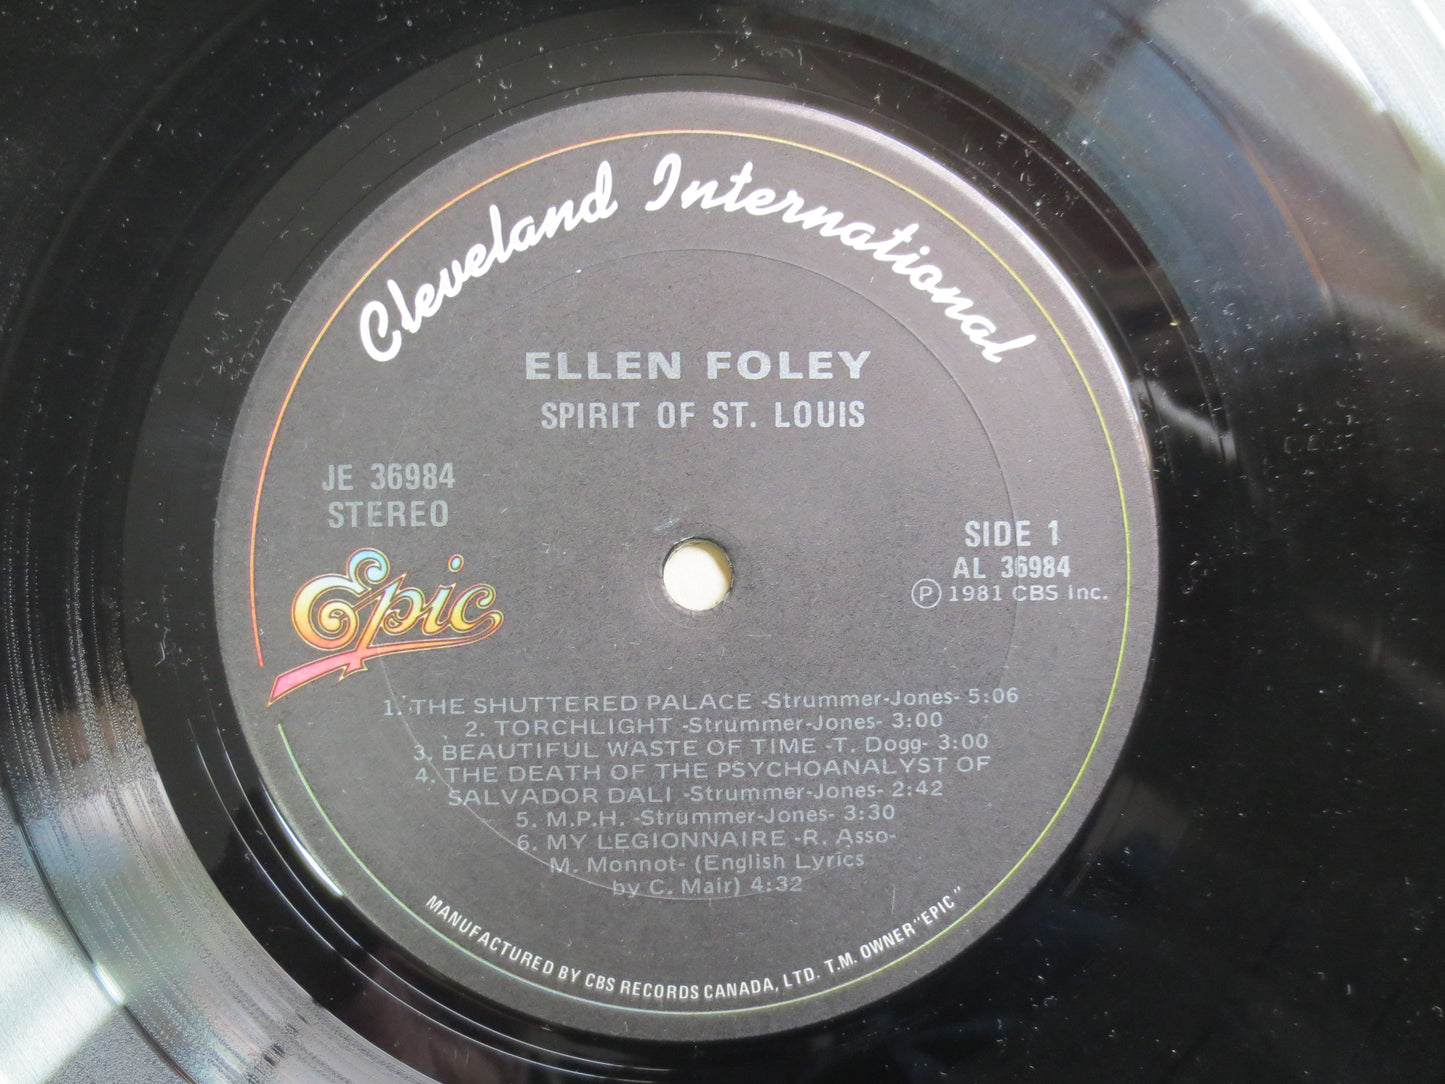 Cleveland International
ELLEN FOLEY
SPIRIT OF ST. LOUIS
JE 36984
STEREO
SIDE 1
AL 36984
Ⓟ 1981 CBS Inc.
Epic
1. THE SHUTTERED PALACE -Strummer-Jones- 5:06
2. TORCHLIGHT -Strummer-Jones- 3:00
3. BEAUTIFUL WASTE OF TIME -T. Dogg- 3:00
4. THE DEATH OF THE PSYCHOANALYST OF
SALVADOR DALI -Strummer-Jones- 2:42
5. M.P.H. -Strummer-Jones- 3:30
6. MY LEGIONNAIRE -R. Asso-
M. Monnot- (English Lyrics
by C. Mair) 4:32
MANUFACTURED BY CBS RECORDS CANADA, LTD. T.M. OWNER "EPIC"